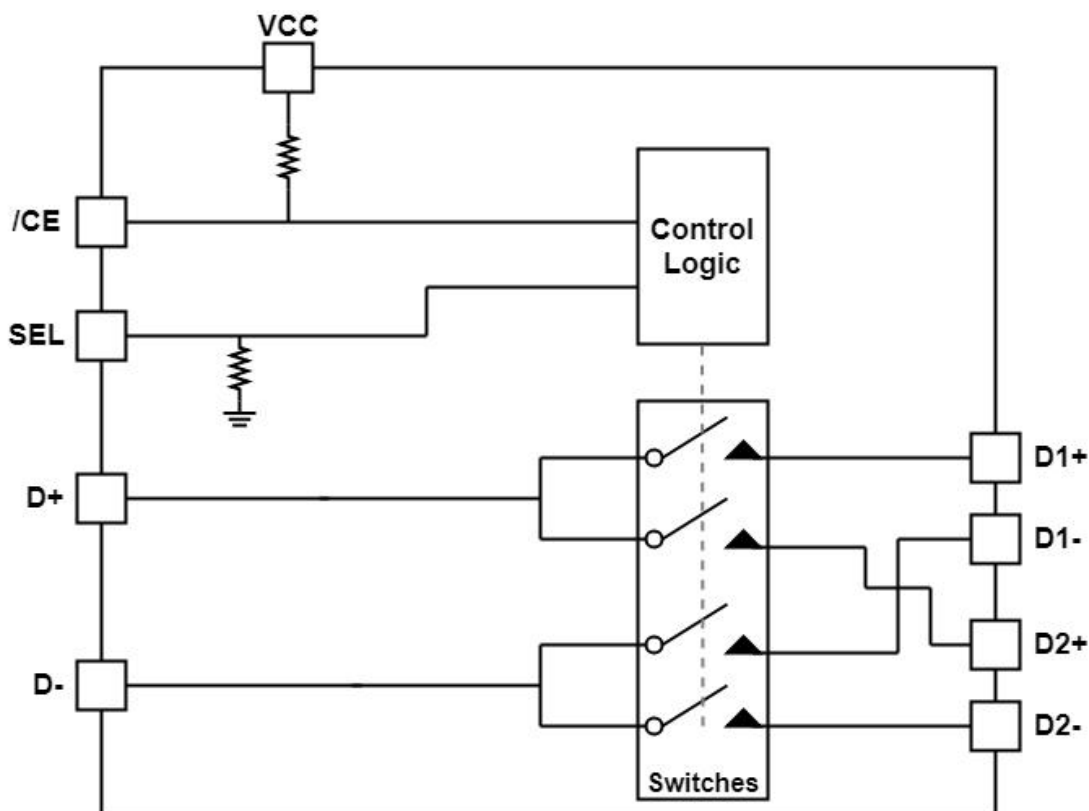 VCC
/CE
Control
Logic
SEL
D+
D1+
D1-
D2+
D-
D2-
Switches